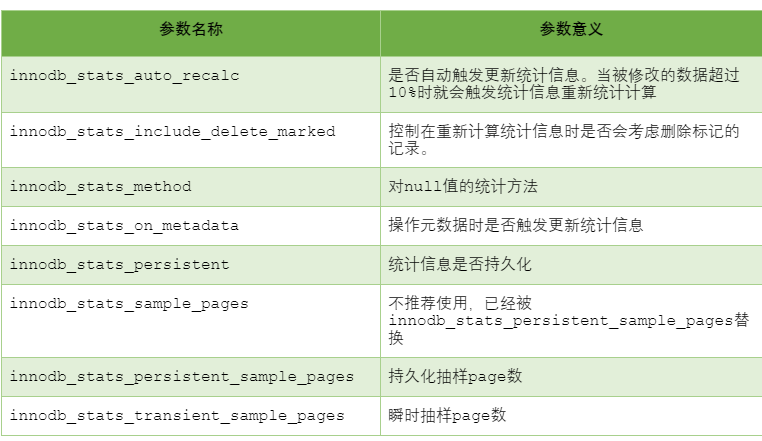 参数名称
参数意义
innodb_stats_auto_recalc
是否自动触发更新统计信息。当被修改的数据超过
10%时就会触发统计信息重新统计计算
innodb_stats_include_delete_marked
控制在重新计算统计信息时是否会考虑删除标记的
记录。
innodb_stats_method
对null值的统计方法
innodb_stats_on_metadata
操作元数据时是否触发更新统计信息
innodb_stats_persistent
统计信息是否持久化
innodb_stats_sample_pages
不推荐使用，已经被
innodb_stats_persistent_sample_pages替
换
innodb_stats_persistent_sample_pages
持久化抽样page数
innodb_stats_transient_sample_pages
瞬时抽样page数